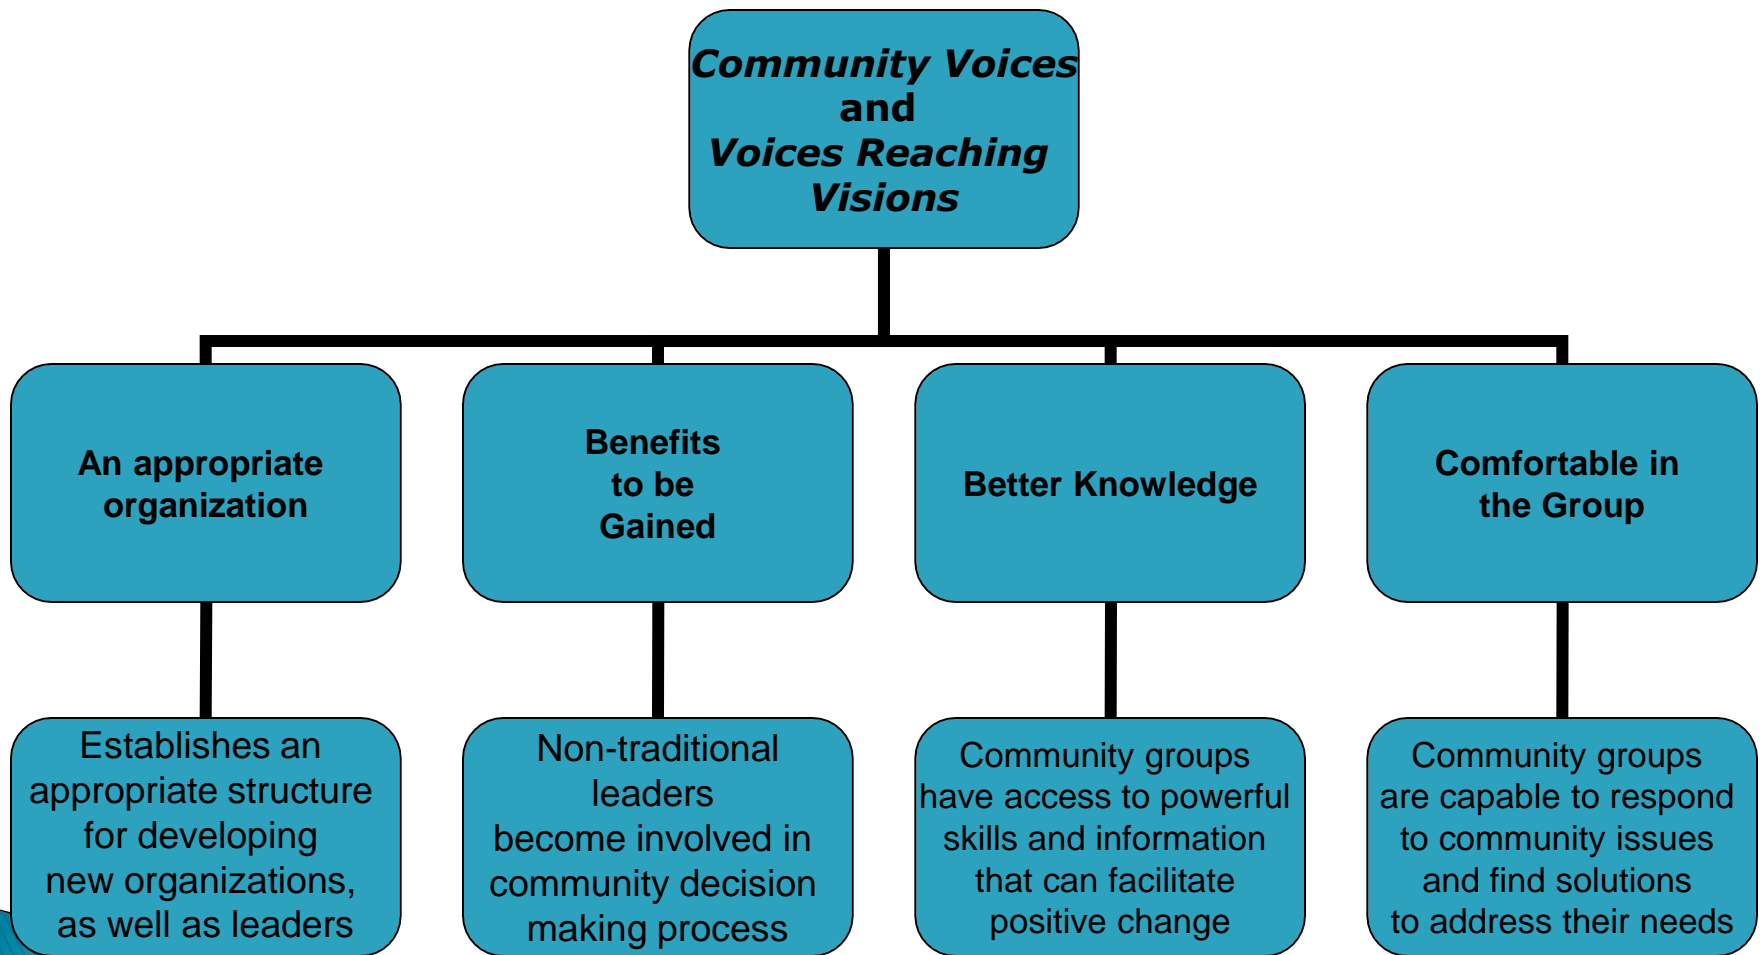 Community Voices
and
Voices Reaching
Visions
An appropriate
organization
Benefits
to be
Gained
Better Knowledge
Comfortable in
the Group
Establishes an
appropriate structure
for developing
new organizations,
as well as leaders
Non-traditional
leaders
become involved in
community decision
making process
Community groups
have access to powerful
skills and information
that can facilitate
positive change
Community groups
are capable to respond
to community issues
and find solutions
to address their needs